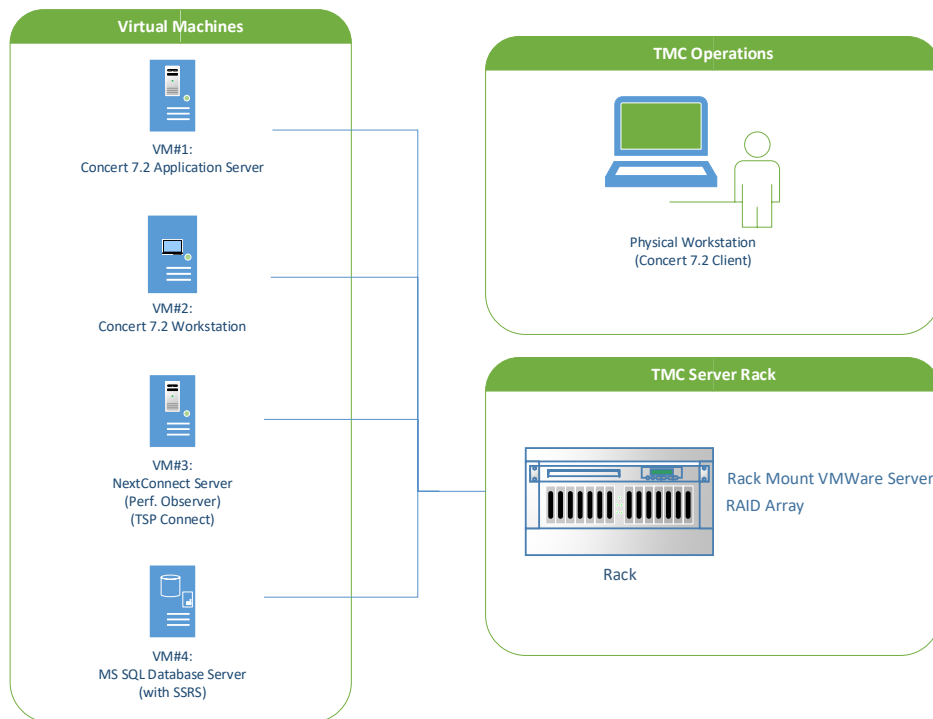 Virtual Machines
VM#1:
Concert 7.2 Application Server
VM#2:
Concert 7.2 Workstation
VM#3:
NextConnect Server
(Perf. Observer)
(TSP Connect)
VM#4:
MS SQL Database Server
(with SSRS)
TMC Operations
Physical Workstation
(Concert 7.2 Client)
TMC Server Rack
Rack Mount VMWare Server
RAID Array
Rack